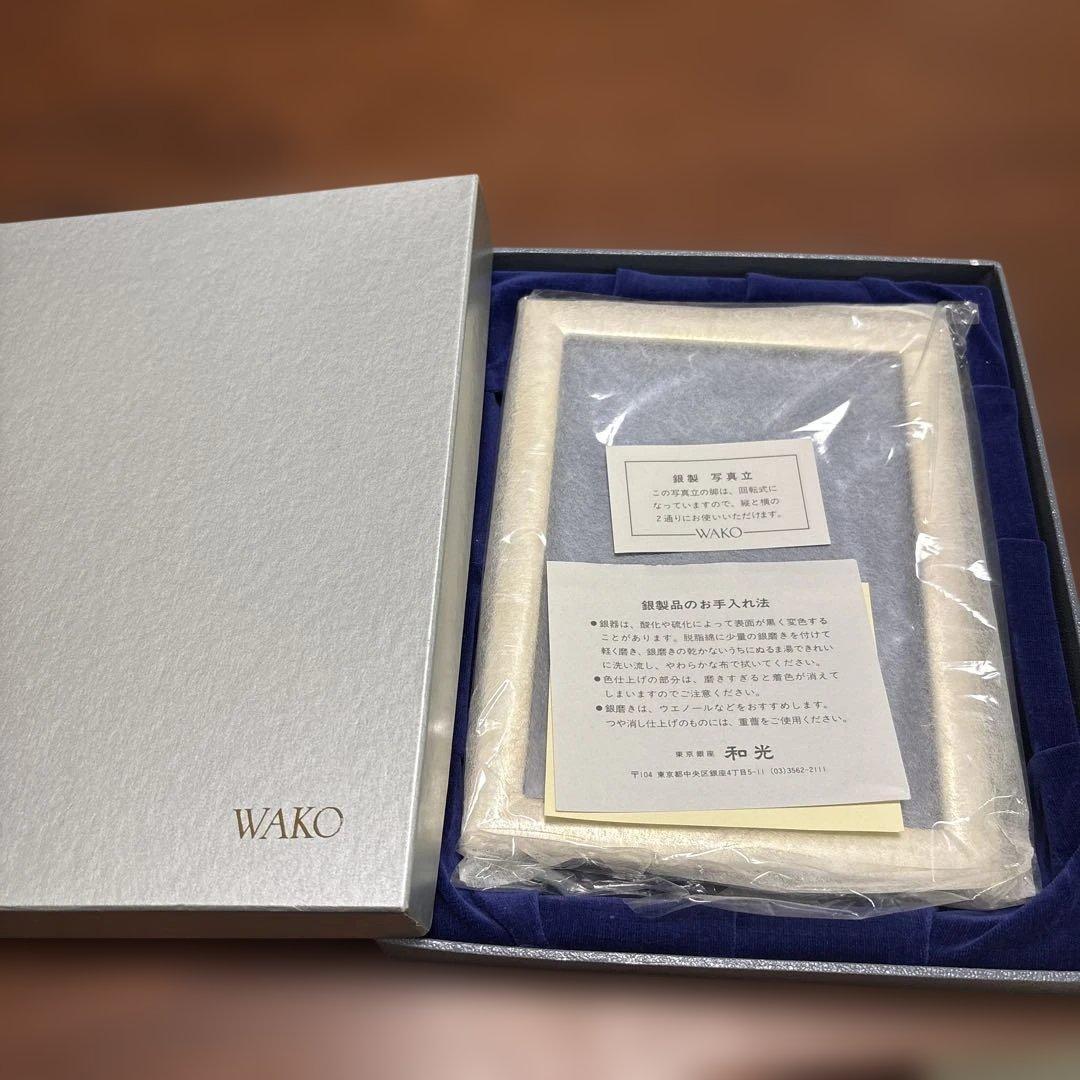 WAKO
銀製 写真立
この写真立の脚は、回転式に
なっていますので、縦と横の
2通りにお使いいただけます。
WAKO
銀製品のお手入れ法
●銀器は、酸化や硫化によって表面が黒く変色する
ことがあります。脱脂綿に少量の銀磨きを付けて
軽く磨き、銀磨きの乾かないうちにぬるま湯できれい
に洗い流し、やわらかな布で拭いてください。
●色仕上げの部分は、磨きすぎると着色が消えて
しまいますのでご注意ください。
●銀磨きは、ウエノールなどをおすすめします。
つや消し仕上げのものには、重曹をご使用ください。
東京銀座 和光
〒104 東京都中央区銀座4丁目5-11 (03)3562-2111